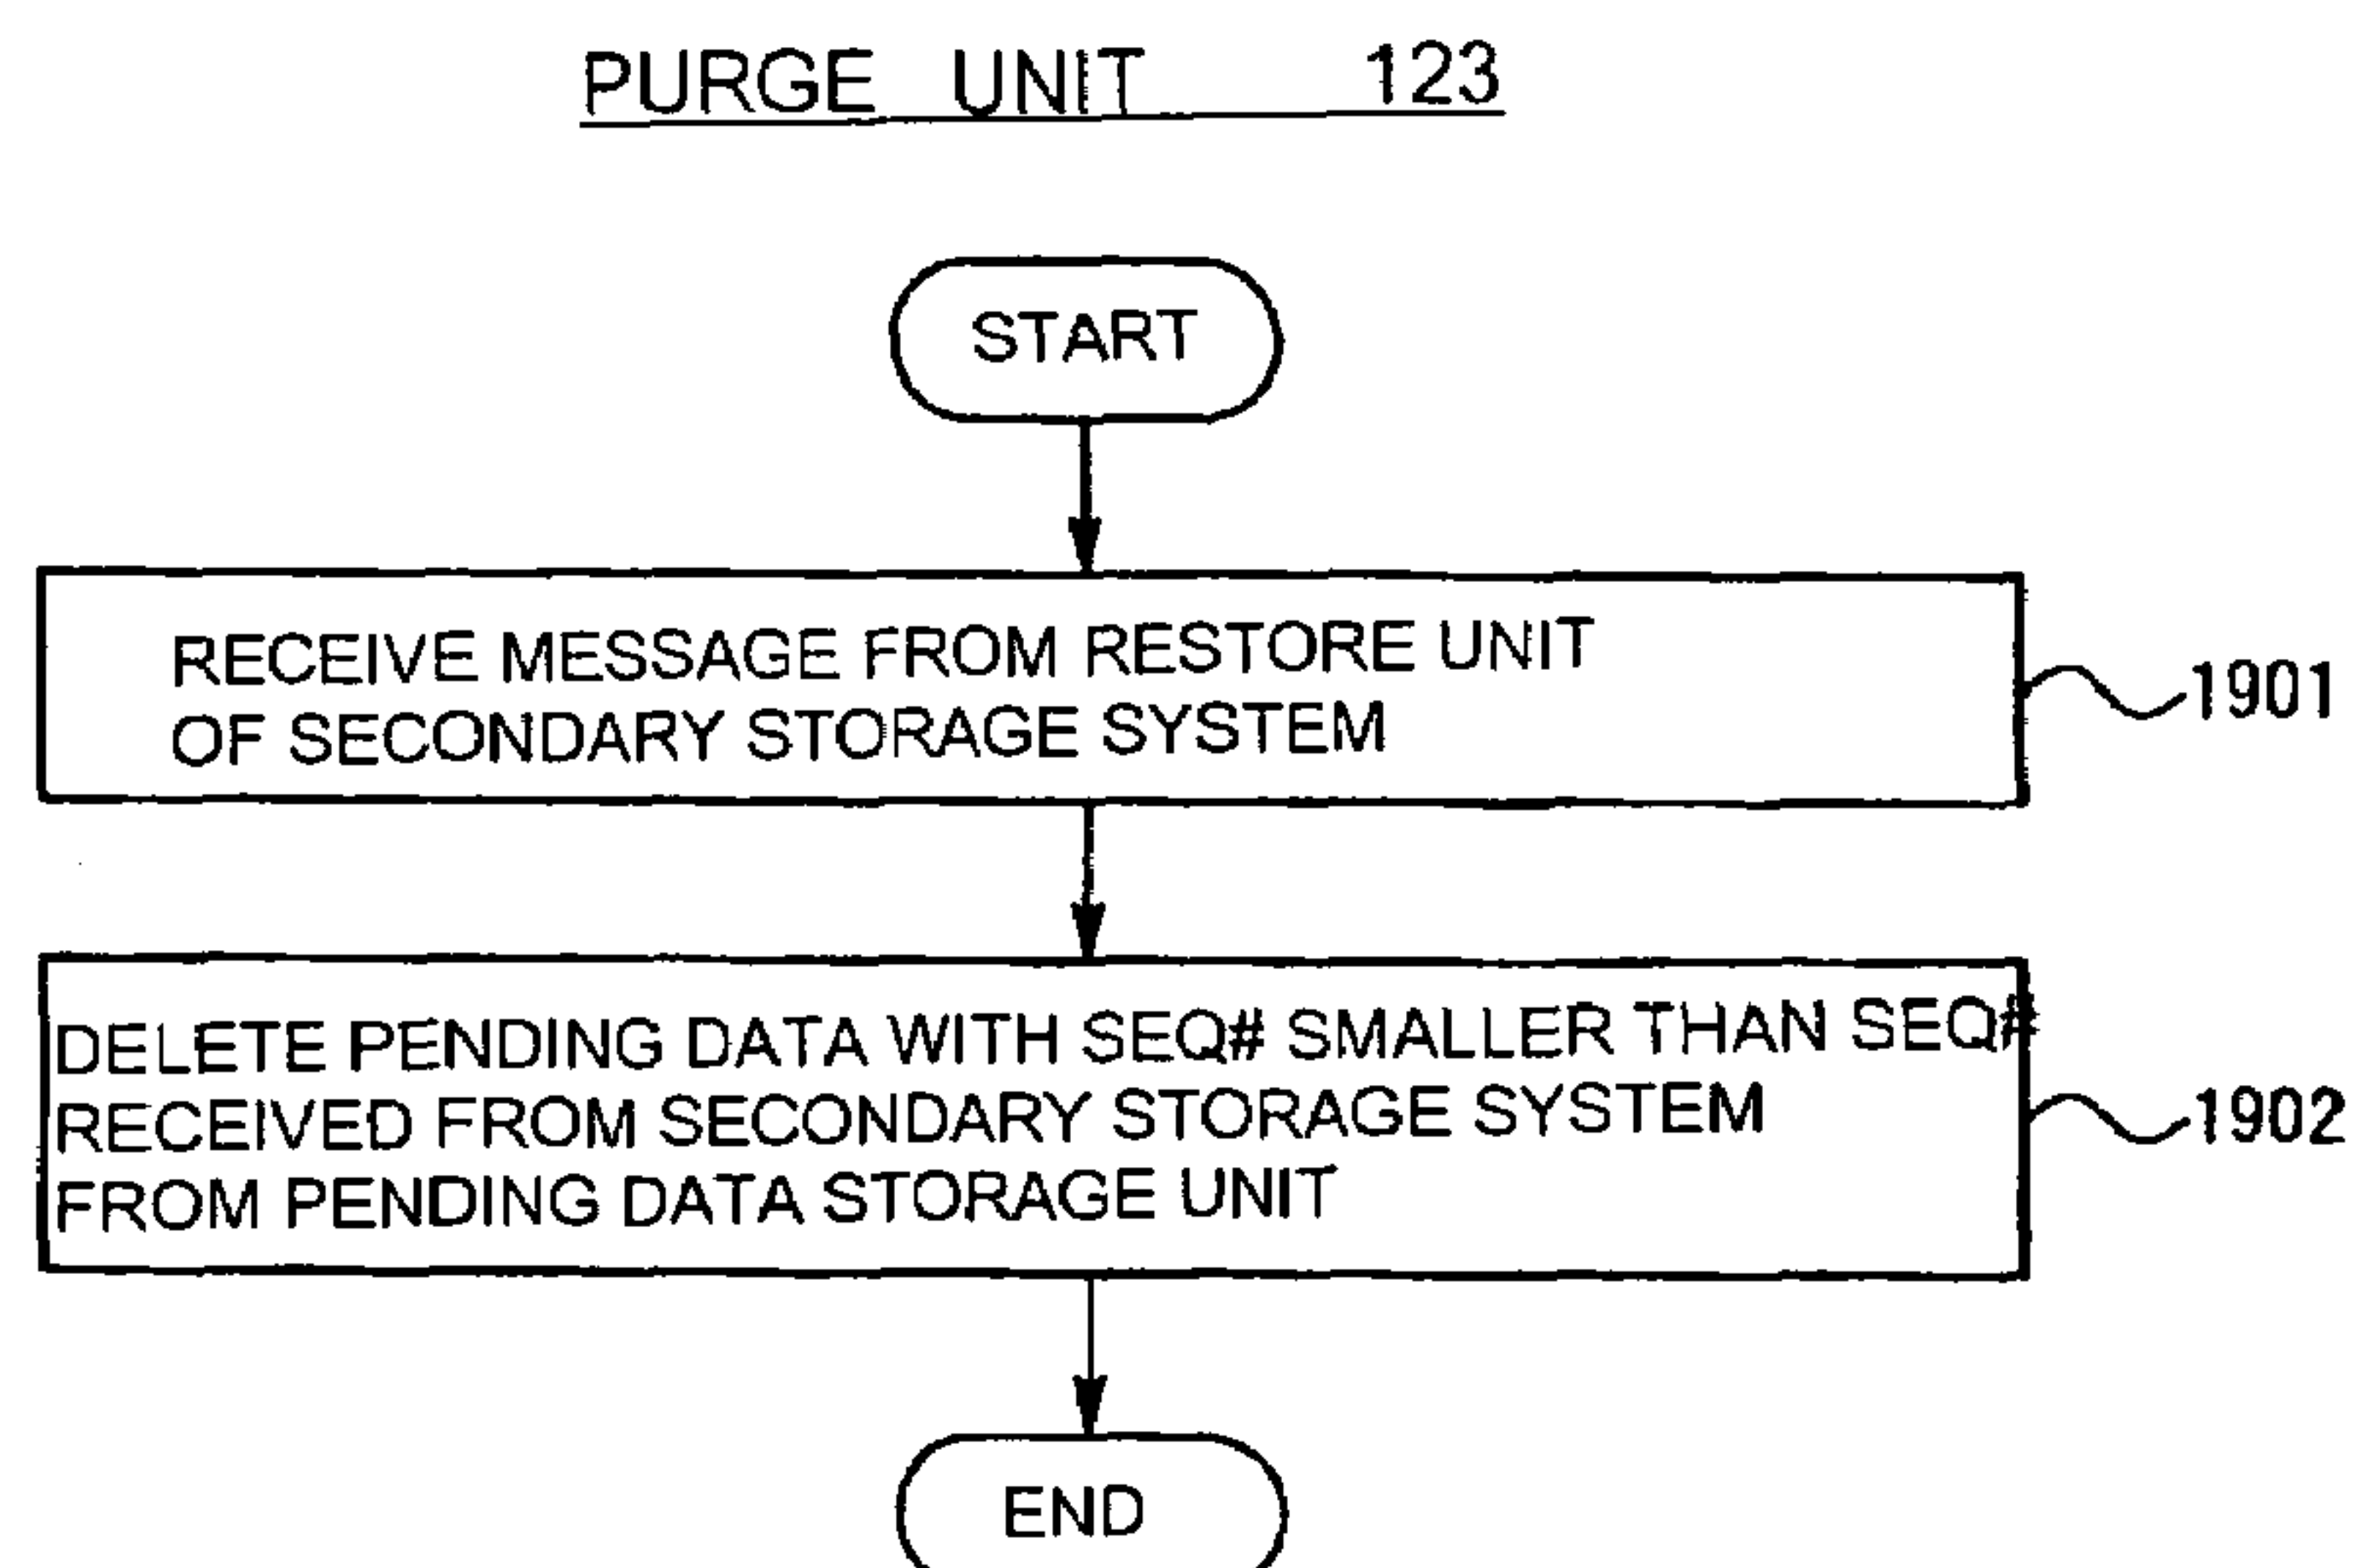 PURGE UNIT 123
START
RECEIVE MESSAGE FROM RESTORE UNIT
OF SECONDARY STORAGE SYSTEM
1901
DELETE PENDING DATA WITH SEQ# SMALLER THAN SEQ#
RECEIVED FROM SECONDARY STORAGE SYSTEM
FROM PENDING DATA STORAGE UNIT
1902
END